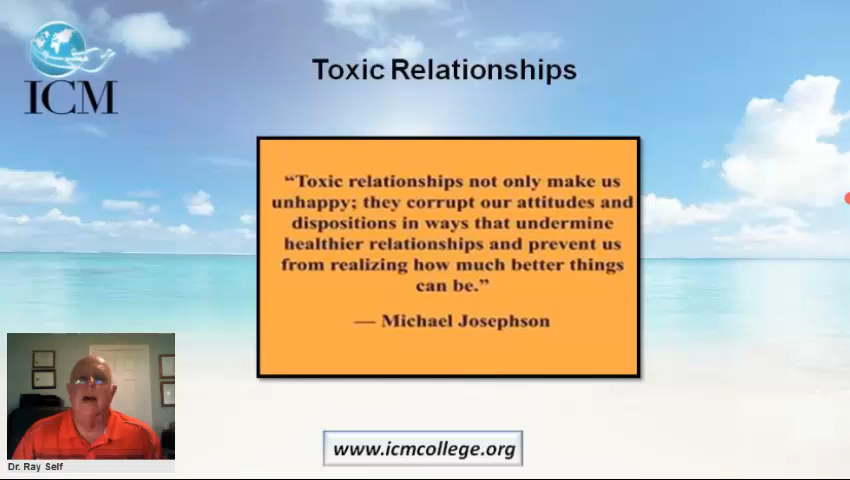 ICM
Toxic Relationships
“Toxic relationships not only make us
unhappy; they corrupt our attitudes and
dispositions in ways that undermine
healthier relationships and prevent us
from realizing how much better things
can be.”
— Michael Josephson
www.icmcollege.org
Dr. Ray Self